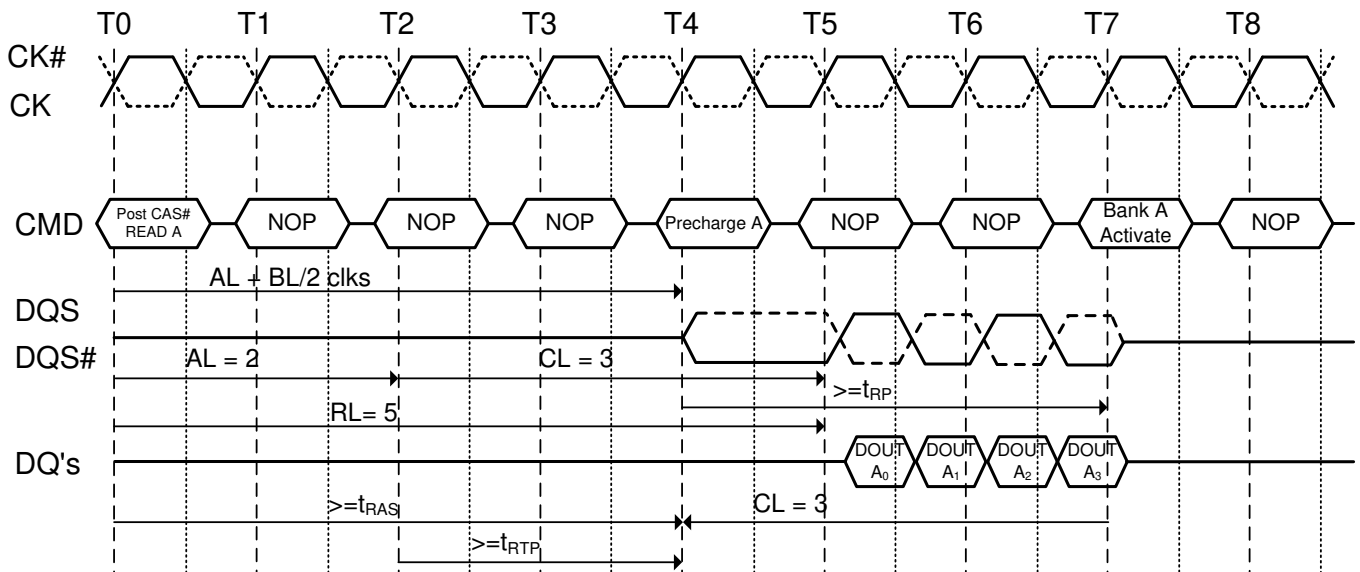 T0 T1 T2 T3 T4 T5 T6 T7 T8
CK#
CK
CMD
Post CAS#
READ A
NOP NOP NOP Precharge A NOP NOP
Bank A
Activate
NOP
AL + BL/2 clks
DQS
DQS#
AL = 2 CL = 3
>=tRP
RL= 5
DQ's
DOUT DOUT DOUT DOUT
A0 A1 A2 A3
>=tRAS CL = 3
>=tRTP